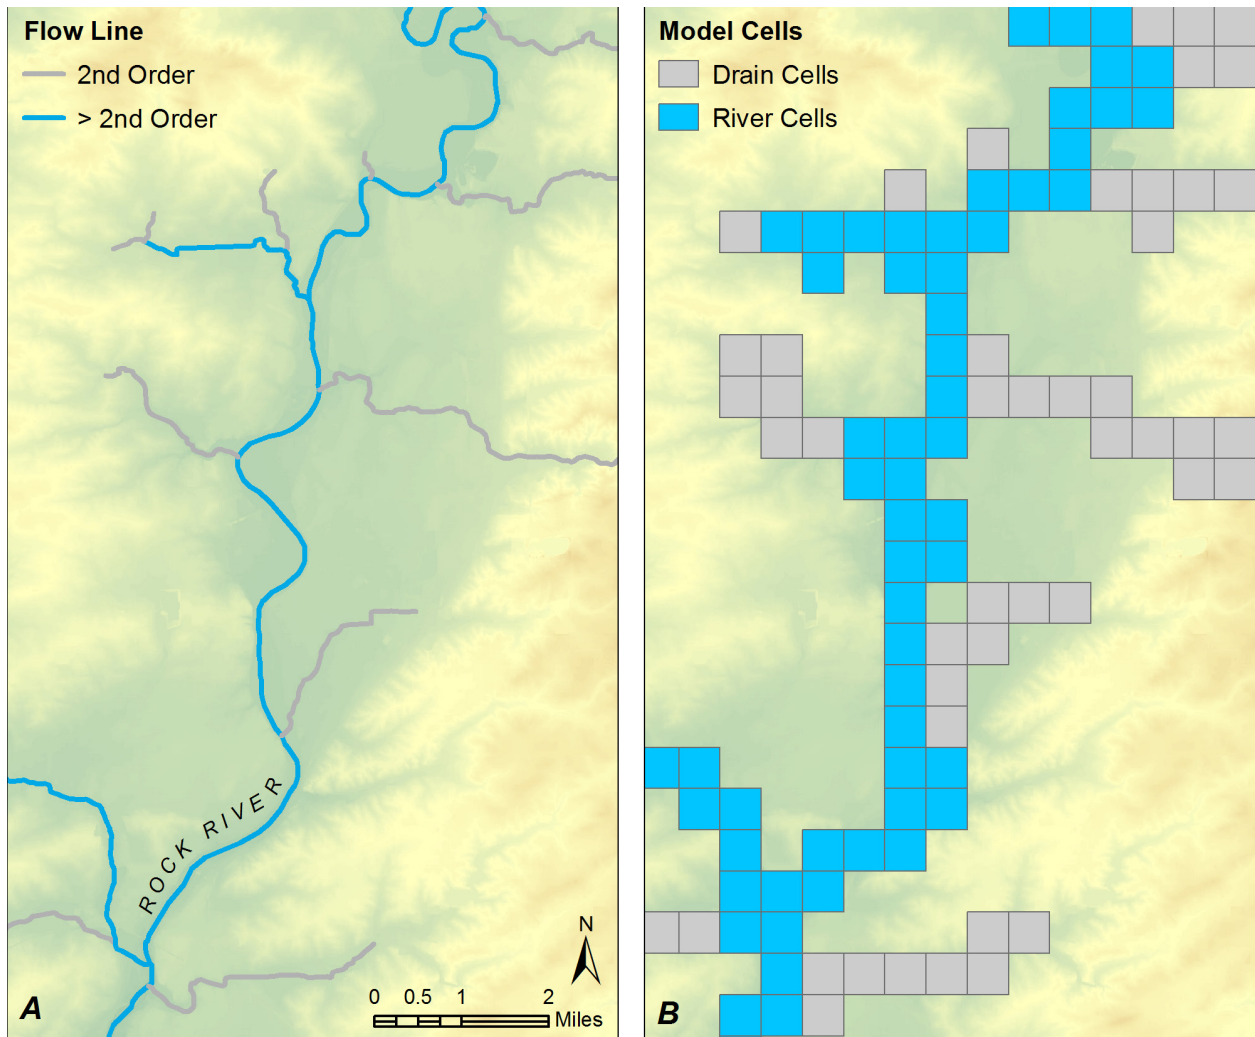 Flow Line
2nd Order
> 2nd Order
ROCK RIVER
N
0 0.5 1 2
Miles
A
Model Cells
Drain Cells
River Cells
B